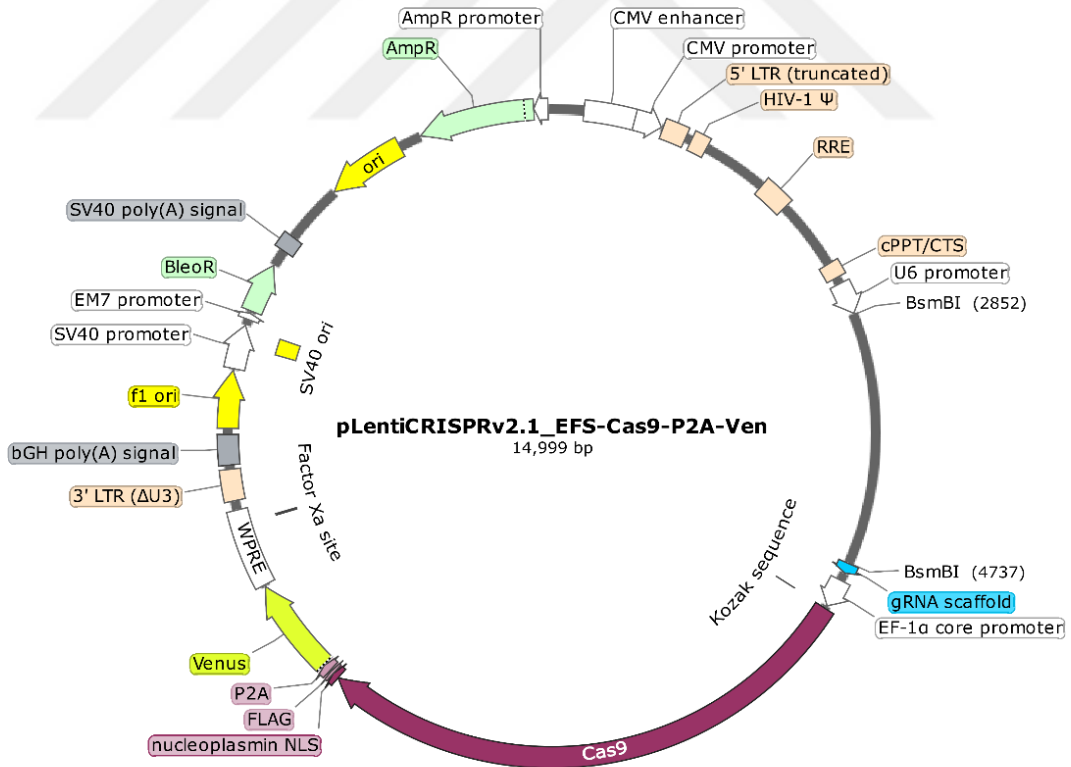 AmpR promoter
CMV enhancer
AmpR
CMV promoter
5' LTR (truncated)
HIV-1 Ψ
RRE
ori
SV40 poly(A) signal
cPPT/CTS
BleoR
U6 promoter
EM7 promoter
BsmBI (2852)
SV40 promoter
SV40 ori
f1 ori
pLentiCRISPRv2.1_EFS-Cas9-P2A-Ven
14,999 bp
bGH poly(A) signal
Factor Xa site
3' LTR (ΔU3)
WPRE
Kozak sequence
BsmBI (4737)
gRNA scaffold
EF-1α core promoter
Venus
P2A
FLAG
nucleoplasmin NLS
Cas9